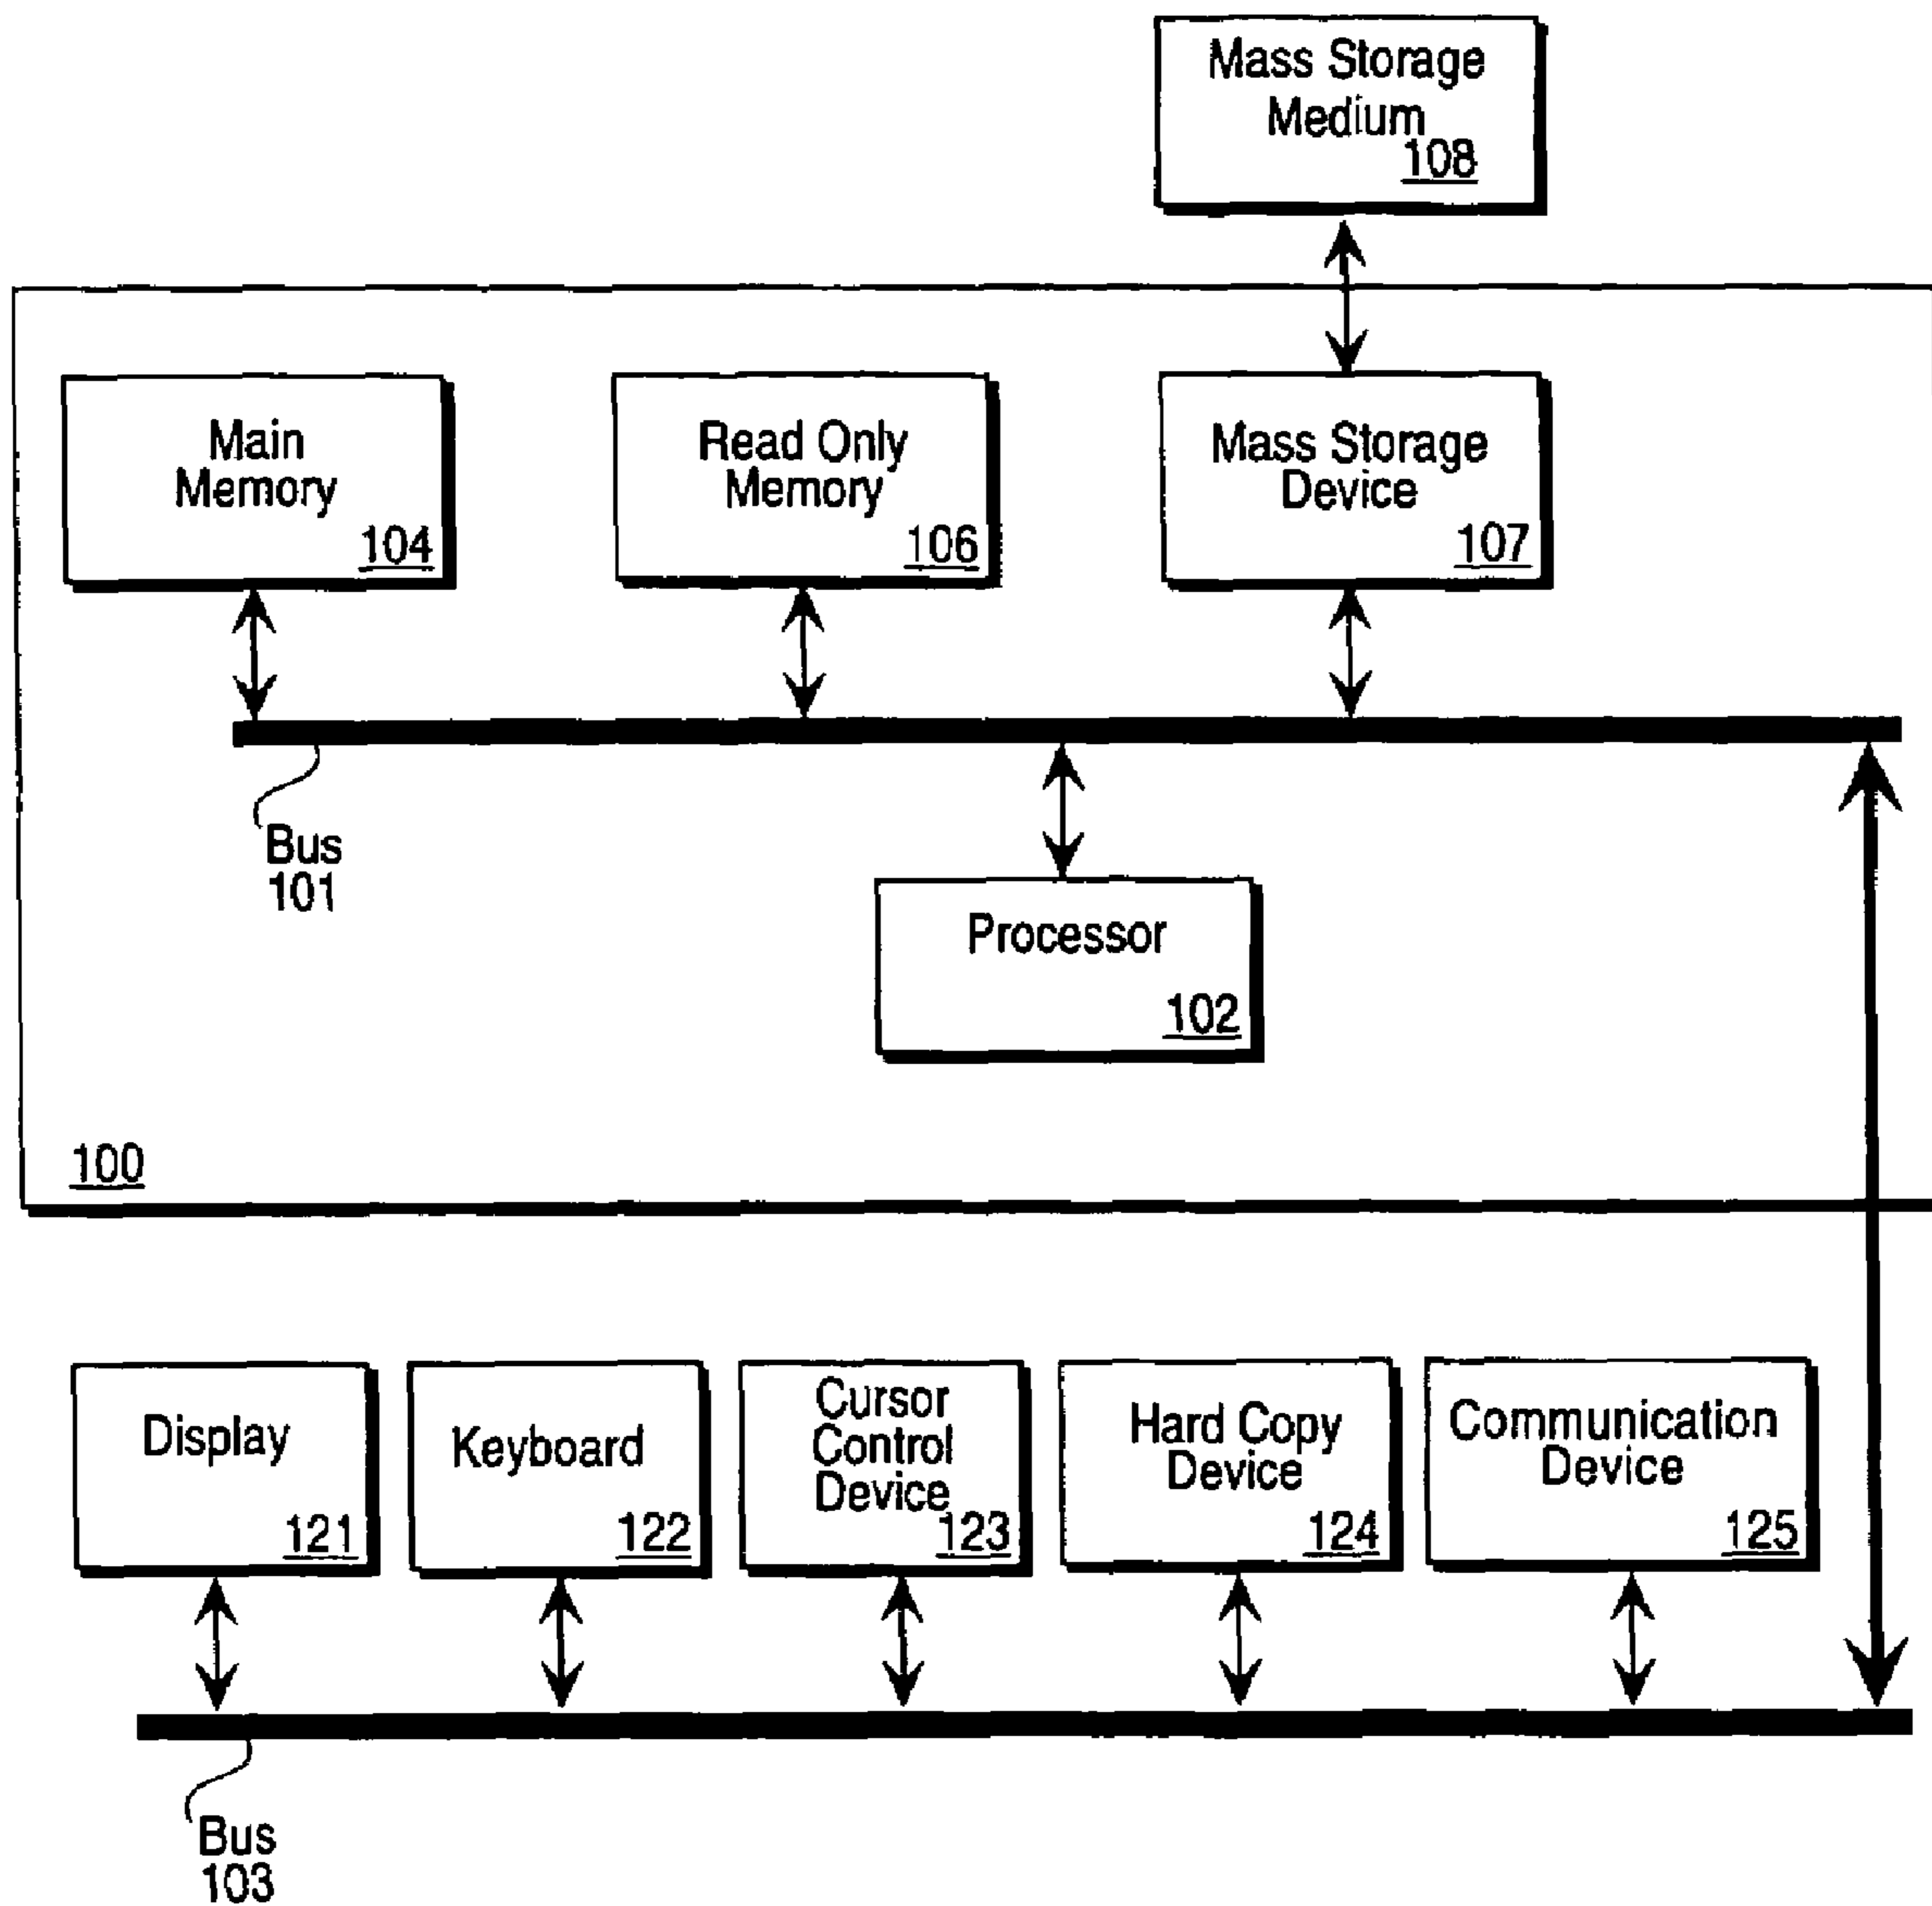 Mass Storage
Medium
108
Main
Memory
104
Read Only
Memory
106
Mass Storage
Device
107
Bus
101
Processor
102
100
Display
121
Keyboard
122
Cursor
Control
Device
123
Hard Copy
Device
124
Communication
Device
125
Bus
103